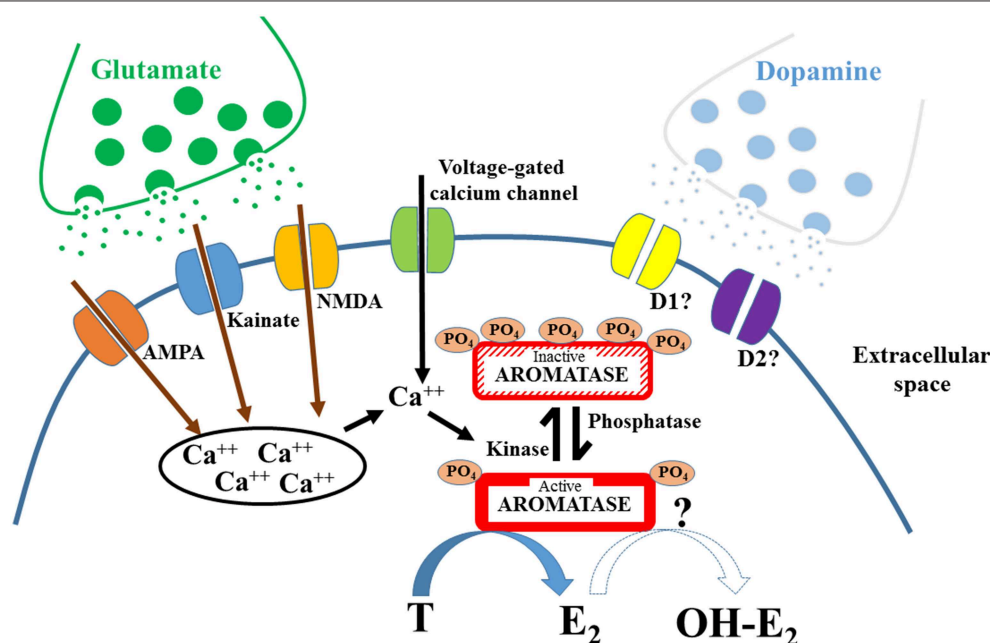 Glutamate
Dopamine
Voltage-gated
calcium channel
NMDA
Kainate
AMPA
D1?
D2?
Extracellular
space
PO4
PO4
PO4
PO4
PO4
Inactive
AROMATASE
Ca++
Phosphatase
Kinase
Ca++ Ca++
Ca++ Ca++
PO4
PO4
Active
AROMATASE
?
T
E2
OH-E2